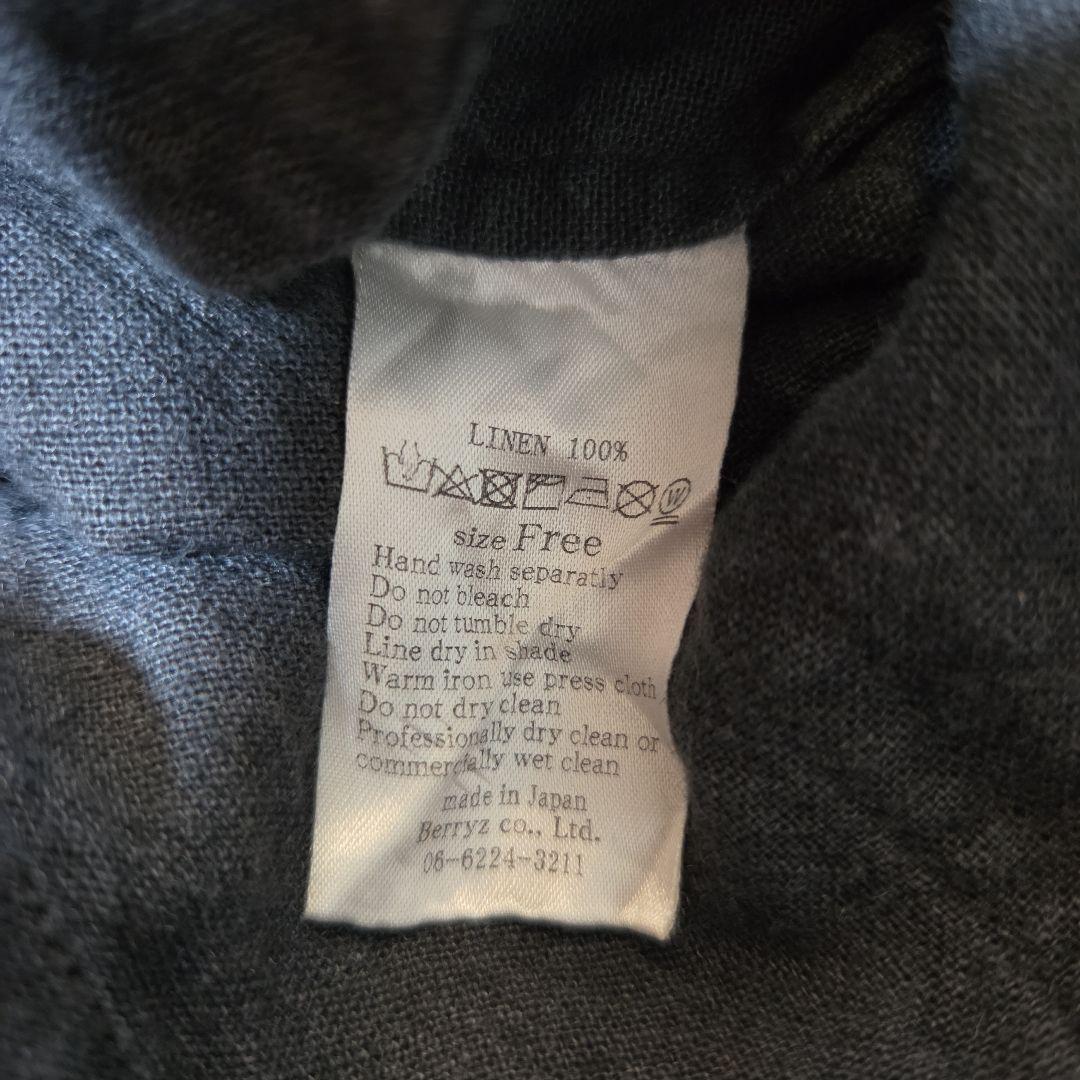 LINEN 100%
W
size Free
Hand wash separatly
Do not bleach
Do not tumble dry
Line dry in shade
Warm iron use press cloth
Do not dry clean
Professionally dry clean or
commercially wet clean
made in Japan
Berryz co., Ltd.
06-6224-3211